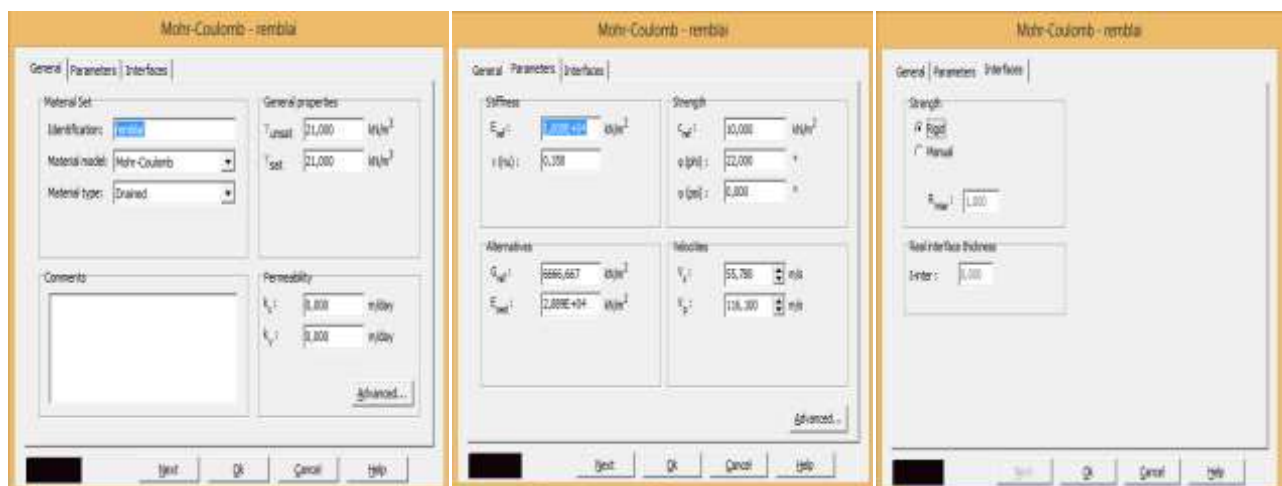 Mohr-Coulomb - remblai
General Parameters Interfaces
Material Set
Identification: remblai
Material model: Mohr-Coulomb
Material type: Drained
General properties
γunsat 21,000 kN/m³
γsat 21,000 kN/m³
Comments
Permeability
kx: 0,000 m/day
ky: 0,000 m/day
Advanced...
Next Ok Cancel Help
Mohr-Coulomb - remblai
General Parameters Interfaces
Stiffness
Eref: kN/m²
ν (nu): 0,350
Strength
cref: 10,000 kN/m²
φ (phi): 22,000 °
ψ (psi): 0,000 °
Alternatives
Gref: 6666,667 kN/m²
Eoed: 2,889E+04 kN/m²
Velocities
Vs: 55,780 m/s
Vp: 116,100 m/s
Advanced...
Next Ok Cancel Help
Mohr-Coulomb - remblai
General Parameters Interfaces
Strength
Rigid
Manual
Rinter: 1,000
Real interface thickness
δ-inter: 0,000
Next Ok Cancel Help